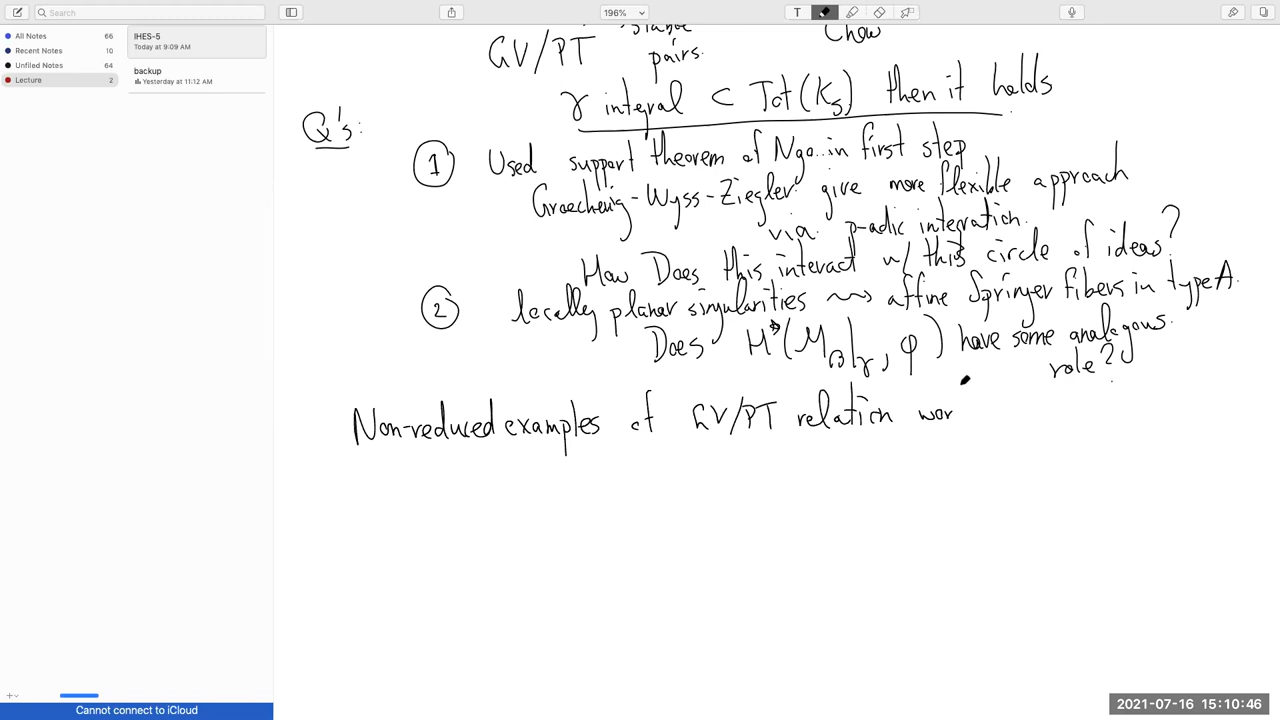 Search
196%
T
All Notes 66
Recent Notes 10
Unfiled Notes 64
Lecture 2
IHES-5
Today at 9:09 AM
backup
Yesterday at 11:12 AM
GV/PT stable pairs. Chow
γ integral ⊂ Tot(K_S) then it holds
Q's:
① Used support theorem of Ngo...in first step
Groechenig-Wyss-Ziegler give more flexible approach
via p-adic integration.
How Does this interact w/ this circle of ideas?
② locally planar singularities ⇝ affine Springer Fibers in type A.
Does H*(M_β|_γ, φ) have some analogous
role?
Non-reduced examples of GV/PT relation wor
Cannot connect to iCloud
2021-07-16 15:10:46